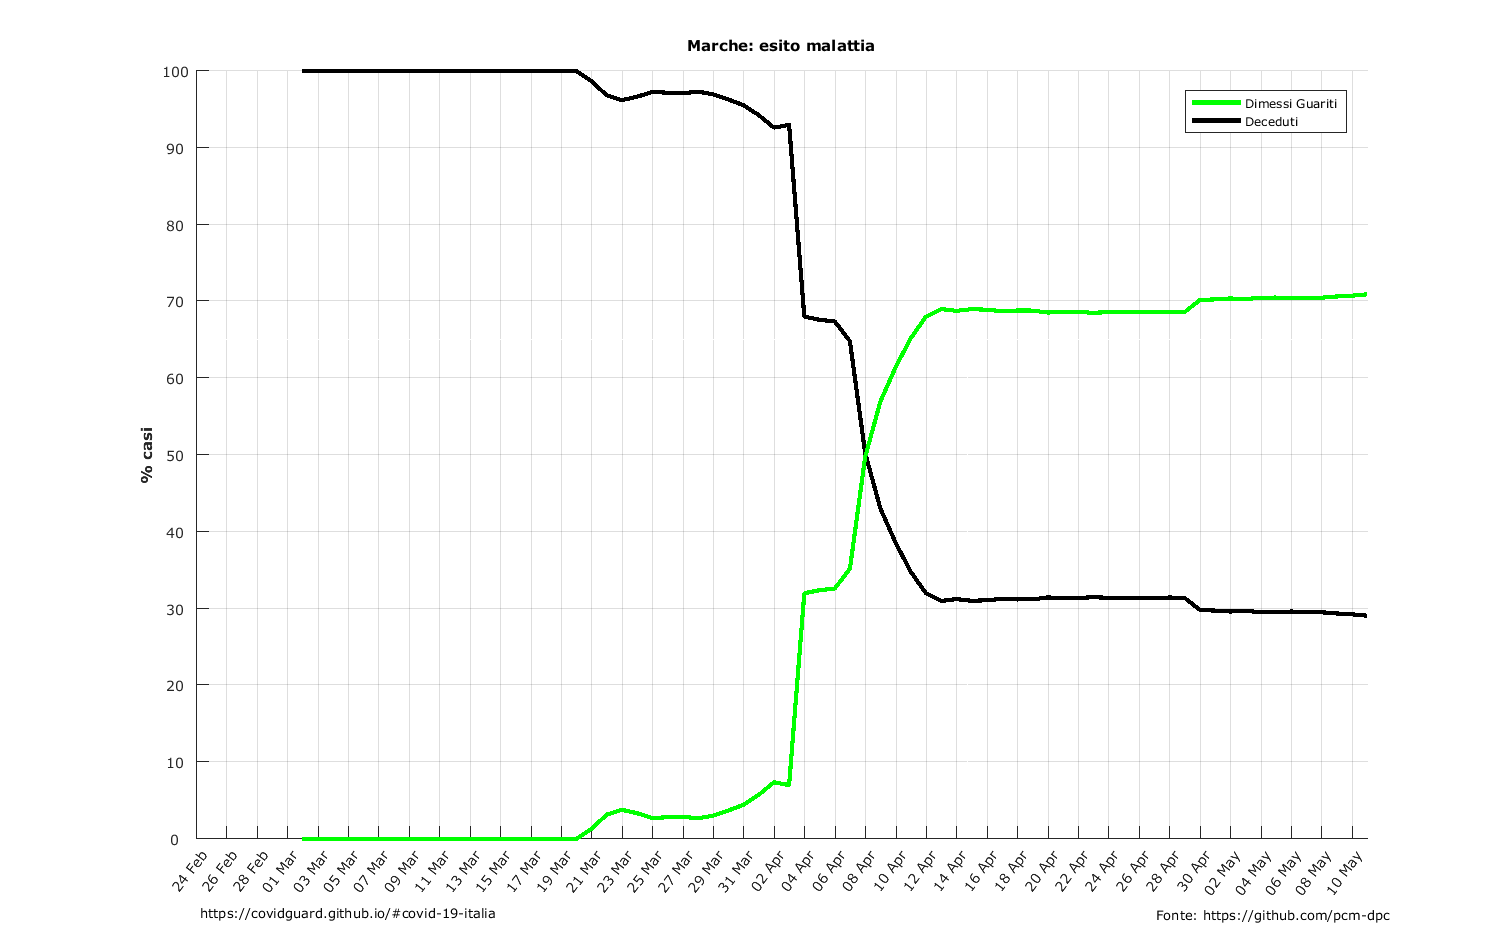 Marche: esito malattia
Dimessi Guariti
Deceduti
100
90
80
70
60
50
40
30
20
10
0
% casi
24 Feb
26 Feb
28 Feb
01 Mar
03 Mar
05 Mar
07 Mar
09 Mar
11 Mar
13 Mar
15 Mar
17 Mar
19 Mar
21 Mar
23 Mar
25 Mar
27 Mar
29 Mar
31 Mar
02 Apr
04 Apr
06 Apr
08 Apr
10 Apr
12 Apr
14 Apr
16 Apr
18 Apr
20 Apr
22 Apr
24 Apr
26 Apr
28 Apr
30 Apr
02 May
04 May
06 May
08 May
10 May
https://covidguard.github.io/#covid-19-italia
Fonte: https://github.com/pcm-dpc